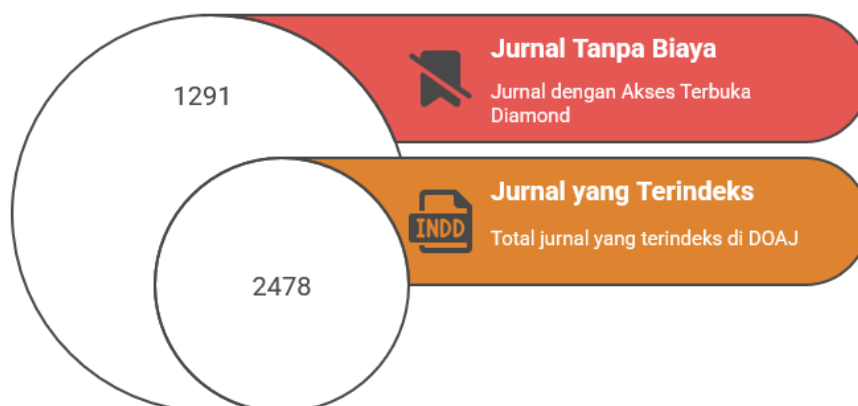 1291
Jurnal Tanpa Biaya
Jurnal dengan Akses Terbuka
Diamond
INDD
Jurnal yang Terindeks
Total jurnal yang terindeks di DOAJ
2478